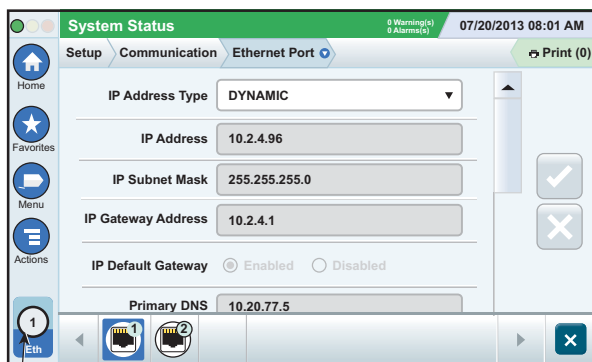 System Status
0 Warning(s)
0 Alarms(s)
07/20/2013 08:01 AM
Setup Communication Ethernet Port
Print (0)
Home
Favorites
Menu
Actions
IP Address Type DYNAMIC
IP Address 10.2.4.96
IP Subnet Mask 255.255.255.0
IP Gateway Address 10.2.4.1
IP Default Gateway Enabled Disabled
Primary DNS 10.20.77.5
1
Eth
1
2